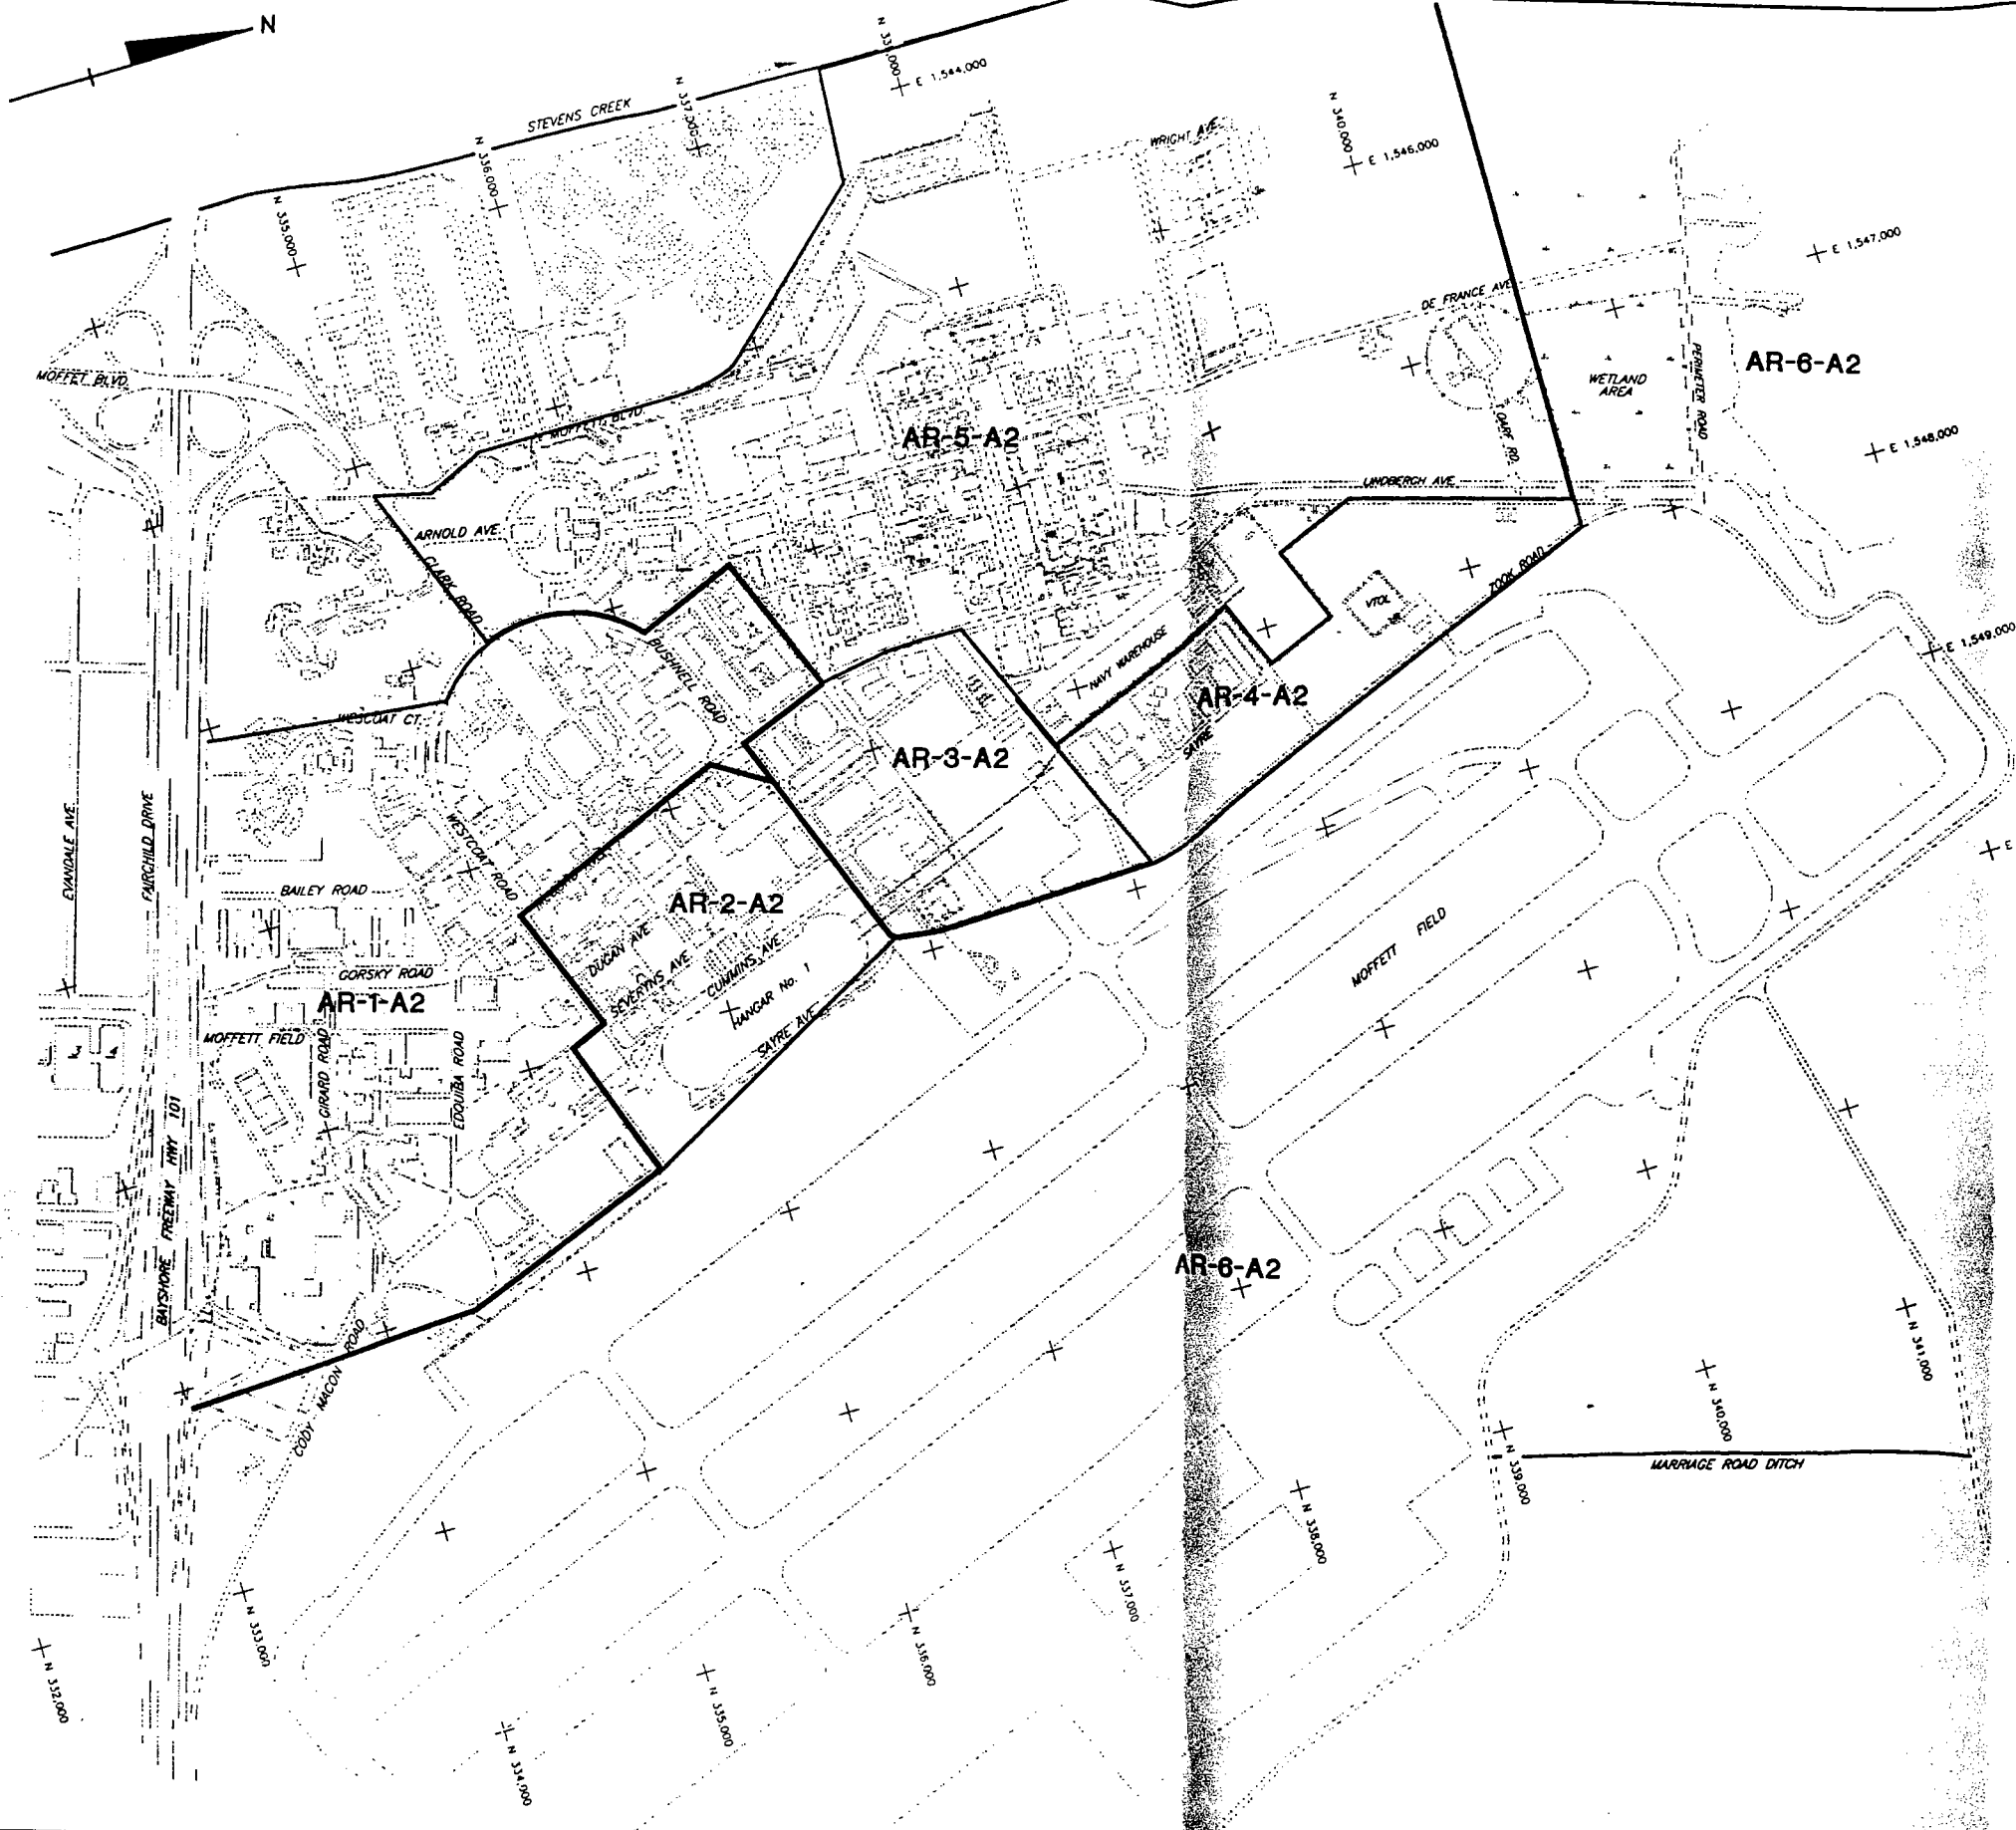 N
STEVENS CREEK
N 337,000
E 1,544,000
N 336,000
WRIGHT AVE.
N 340,000
E 1,546,000
N 335,000
E 1,547,000
DE FRANCE AVE
MOFFET BLVD.
WETLAND
AREA
PERIMETER ROAD
AR-6-A2
MOFFETT BLVD.
AR-5-A2
DARF RD.
E 1,548,000
LINDBERGH AVE.
ARNOLD AVE.
CLARK ROAD
ZOOK ROAD
VTOL
BUSHNELL ROAD
NAVY WAREHOUSE
E 1,549,000
WESCOAT CT.
AR-4-A2
SAYRE
AR-3-A2
EVANDALE AVE.
FAIRCHILD DRIVE
WESTCOAT ROAD
BAILEY ROAD
AR-2-A2
DUGAN AVE
SEVERYNS AVE
CUMMINS AVE
HANGAR No. 1
SAYRE AVE
MOFFETT FIELD
GORSKY ROAD
AR-1-A2
MOFFETT FIELD
GIRARD ROAD
EDQUIBA ROAD
E
BAYSHORE FREEWAY HWY 101
AR-6-A2
CODY MACON ROAD
N 341,000
N 340,000
N 339,000
MARRIAGE ROAD DITCH
N 338,000
N 337,000
N 336,000
N 335,000
N 334,000
N 333,000
N 332,000